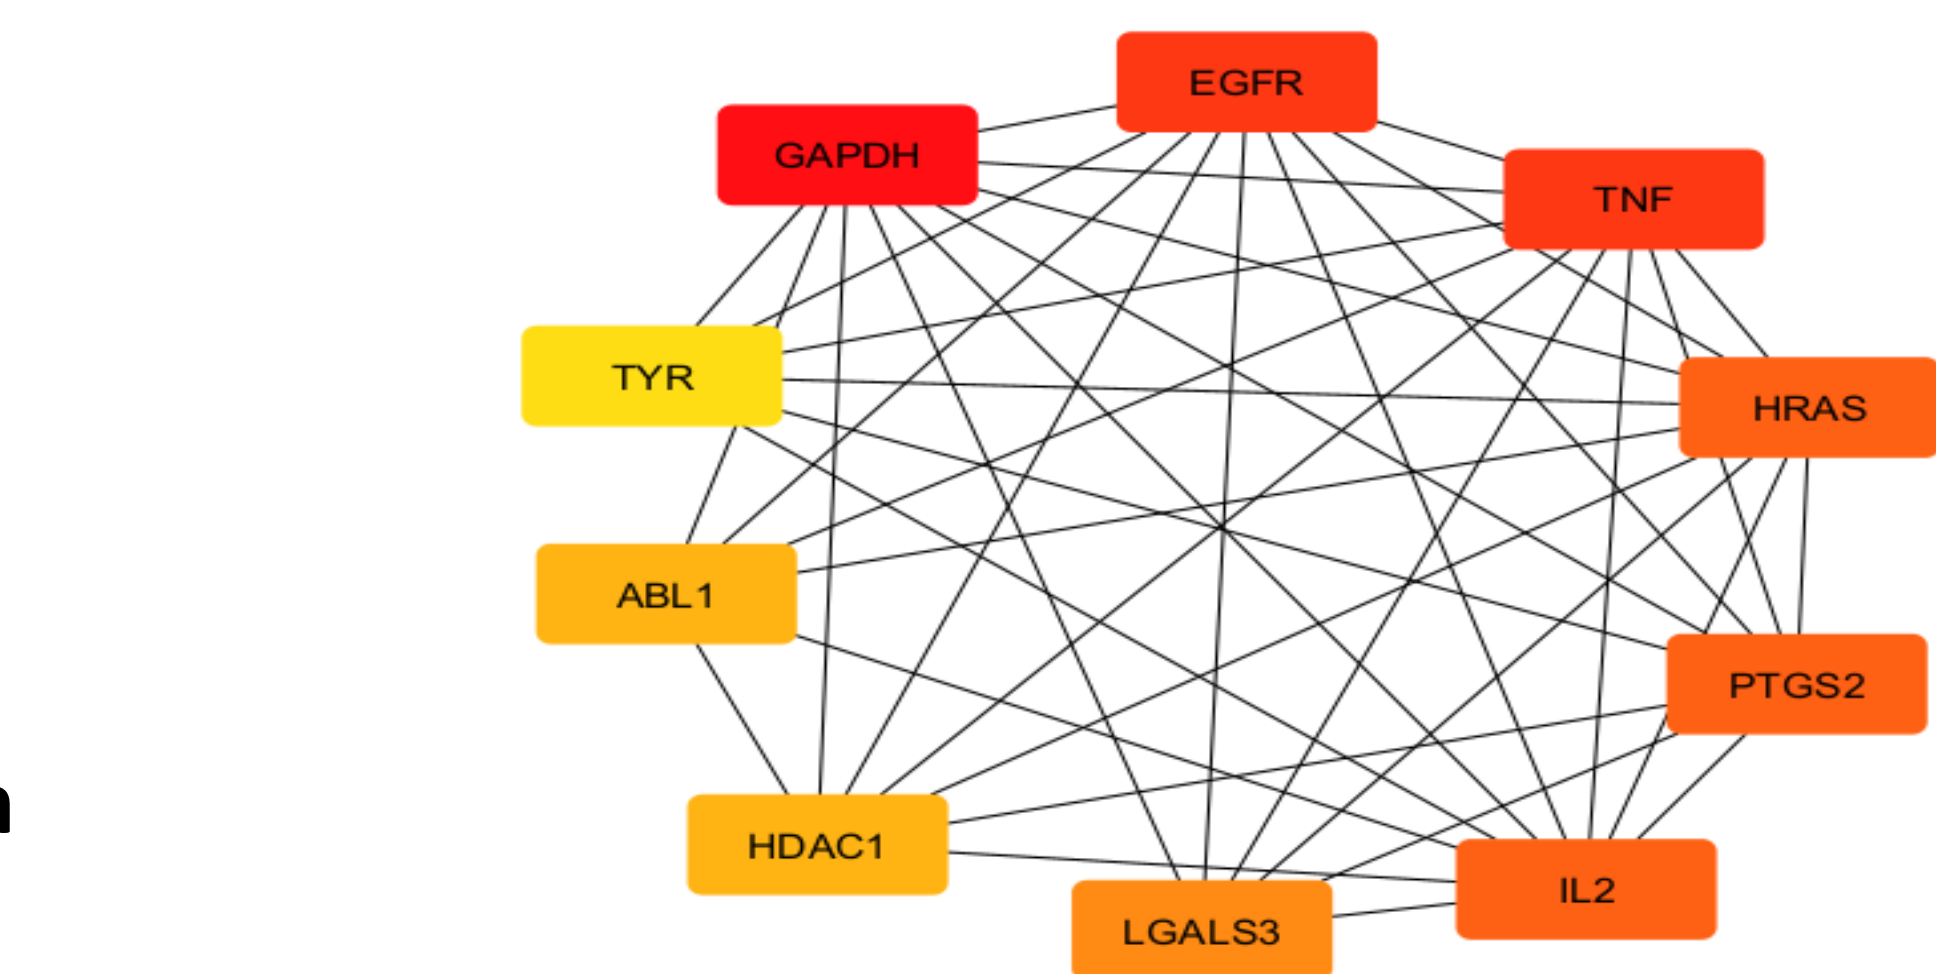 EGFR
GAPDH
TNF
TYR
HRAS
ABL1
PTGS2
HDAC1
IL2
LGALS3